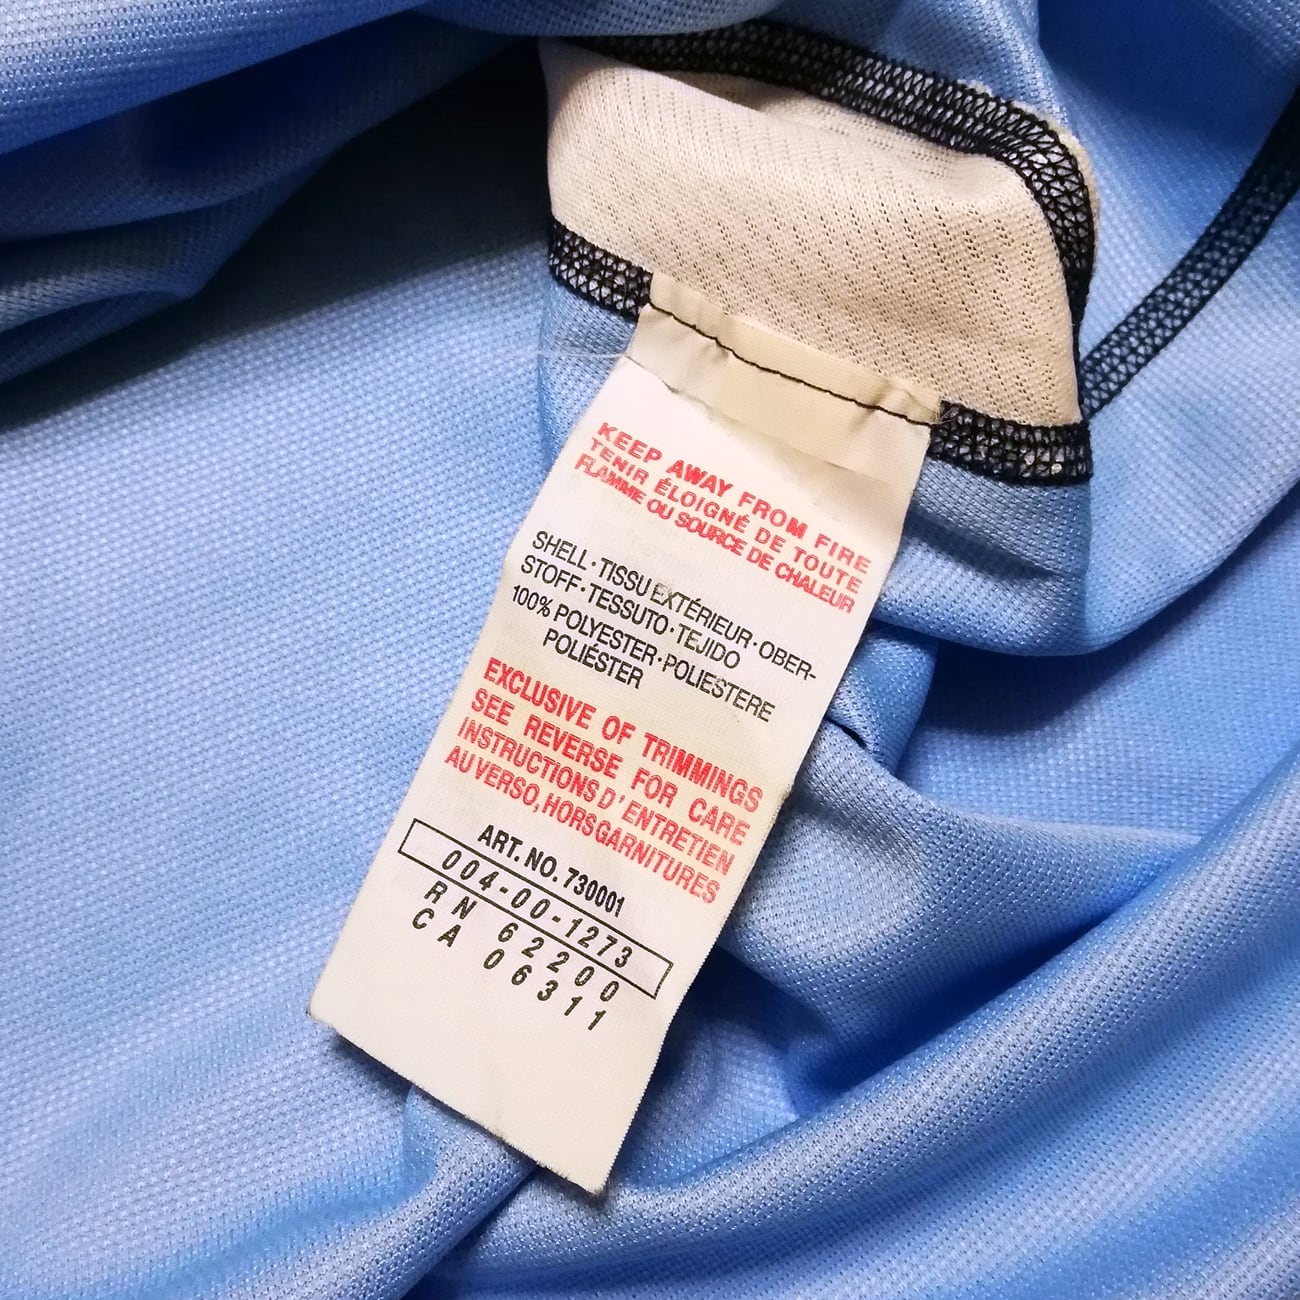 KEEP AWAY FROM FIRE
TENIR ÉLOIGNÉ DE TOUTE
FLAMME OU SOURCE DE CHALEUR
SHELL·TISSU EXTÉRIEUR·OBER-
STOFF·TESSUTO·TEJIDO
100% POLYESTER·POLIESTERE
POLIÉSTER
EXCLUSIVE OF TRIMMINGS
SEE REVERSE FOR CARE
INSTRUCTIONS D'ENTRETIEN
AU VERSO, HORS GARNITURES
ART. NO. 730001
004-00-1273
RN 62200
CA 06311